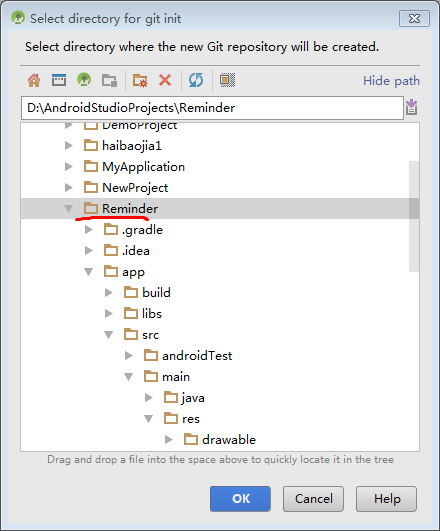 Select directory for git init
Select directory where the new Git repository will be created.
Hide path
D:\AndroidStudioProjects\Reminder
DemoProject
haibaojia1
MyApplication
NewProject
Reminder
.gradle
.idea
app
build
libs
src
androidTest
main
java
res
drawable
Drag and drop a file into the space above to quickly locate it in the tree
OK
Cancel
Help